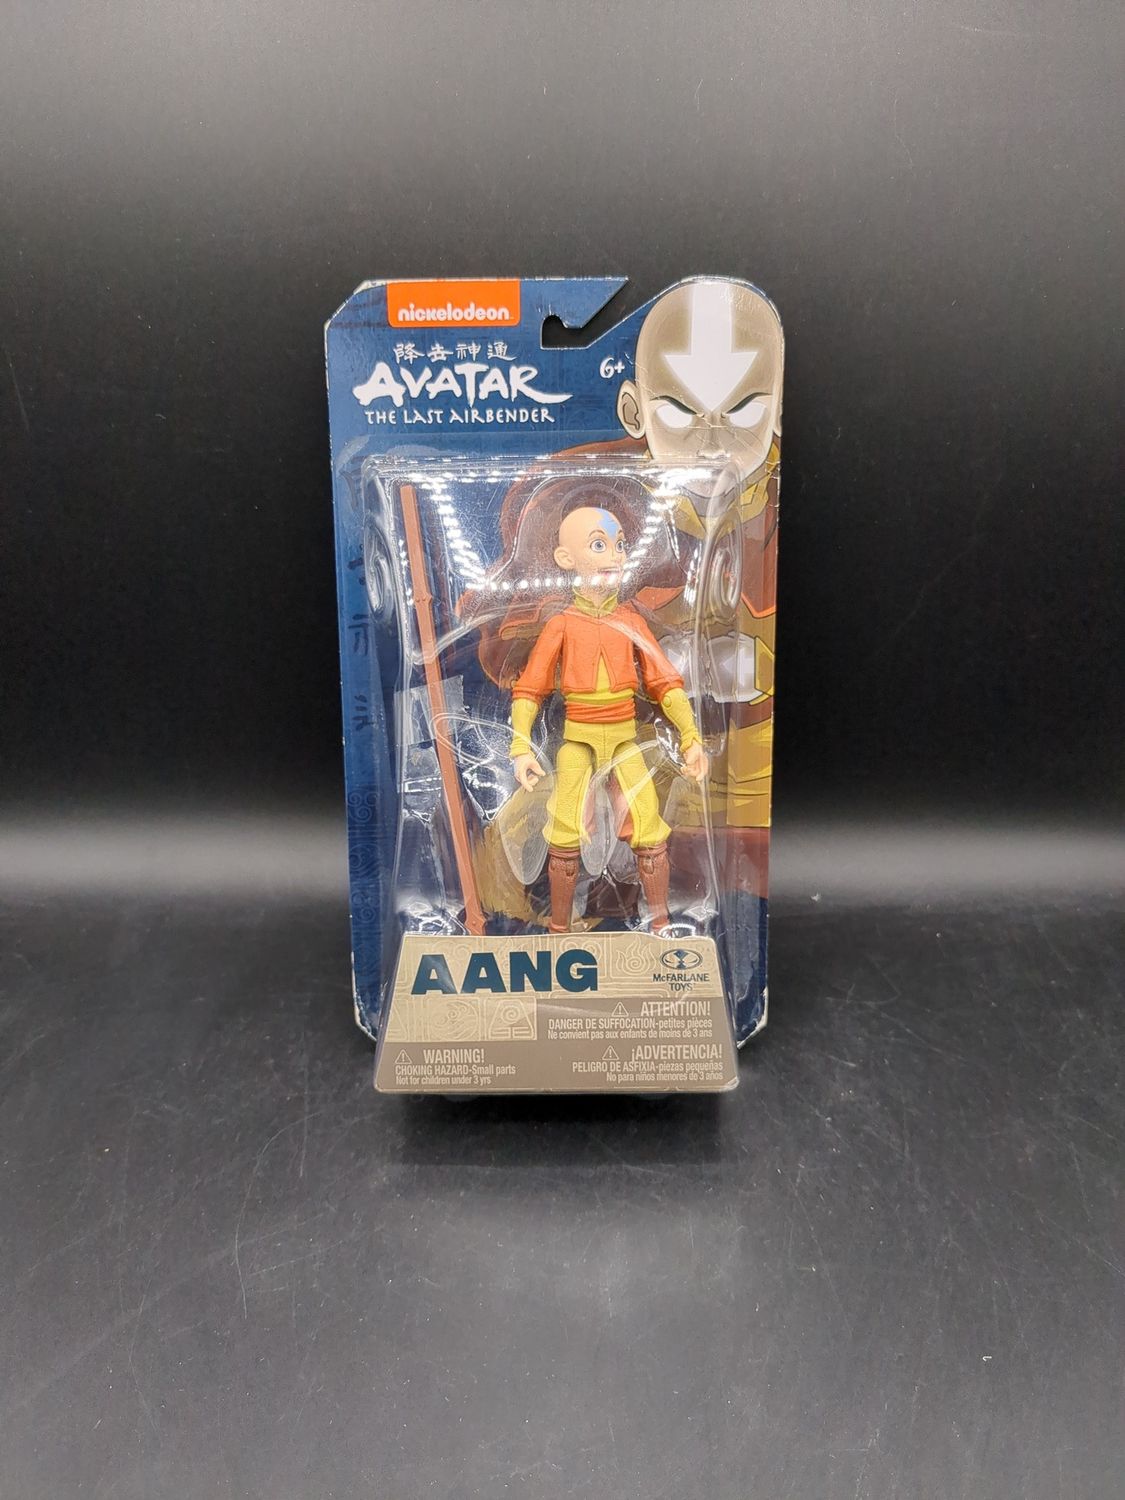 nickelodeon
降去神通
AVATAR
THE LAST AIRBENDER
6+
AANG
McFARLANE
TOYS
ATTENTION!
DANGER DE SUFFOCATION-petites pièces
Ne convient pas aux enfants de moins de 3 ans
WARNING!
CHOKING HAZARD-Small parts
Not for children under 3 yrs
¡ADVERTENCIA!
PELIGRO DE ASFIXIA-piezas pequeñas
No para niños menores de 3 años